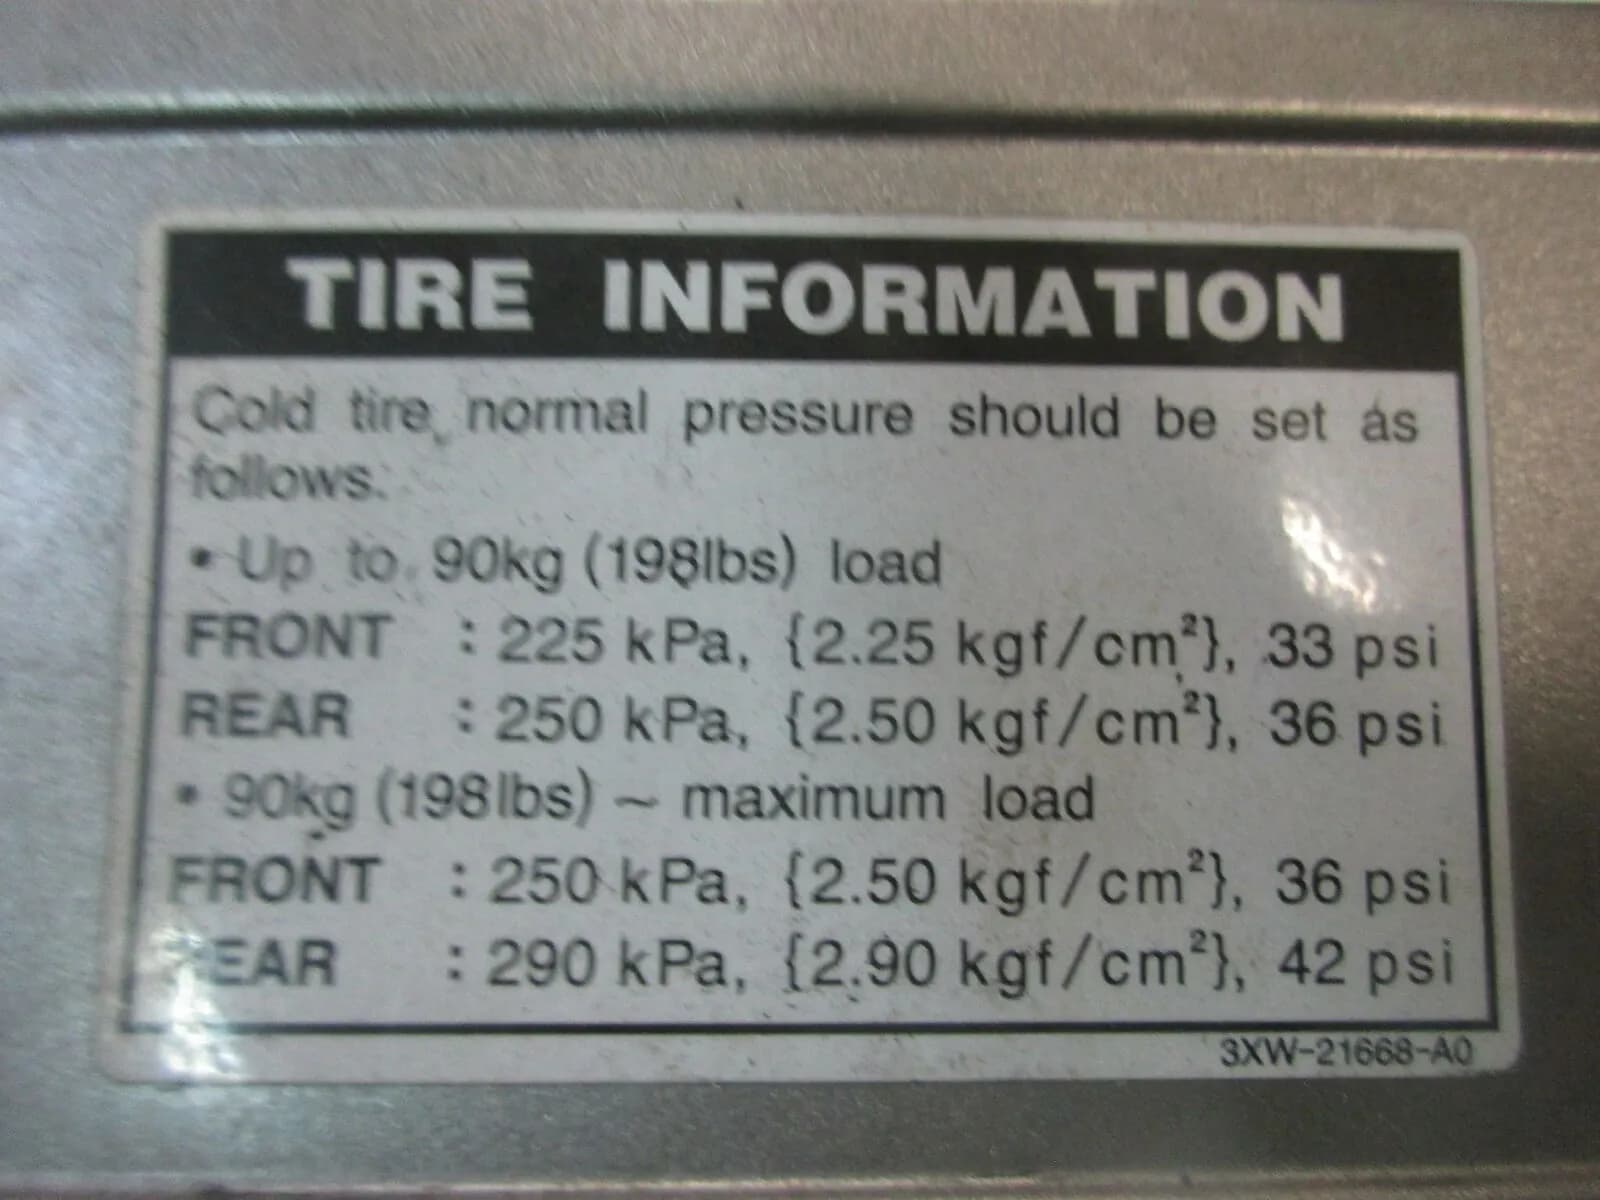 TIRE INFORMATION
Cold tire normal pressure should be set as
follows:
• Up to 90kg (198lbs) load
FRONT : 225 kPa, {2.25 kgf/cm²}, 33 psi
REAR : 250 kPa, {2.50 kgf/cm²}, 36 psi
• 90kg (198lbs) ~ maximum load
FRONT : 250 kPa, {2.50 kgf/cm²}, 36 psi
REAR : 290 kPa, {2.90 kgf/cm²}, 42 psi
3XW-21668-A0